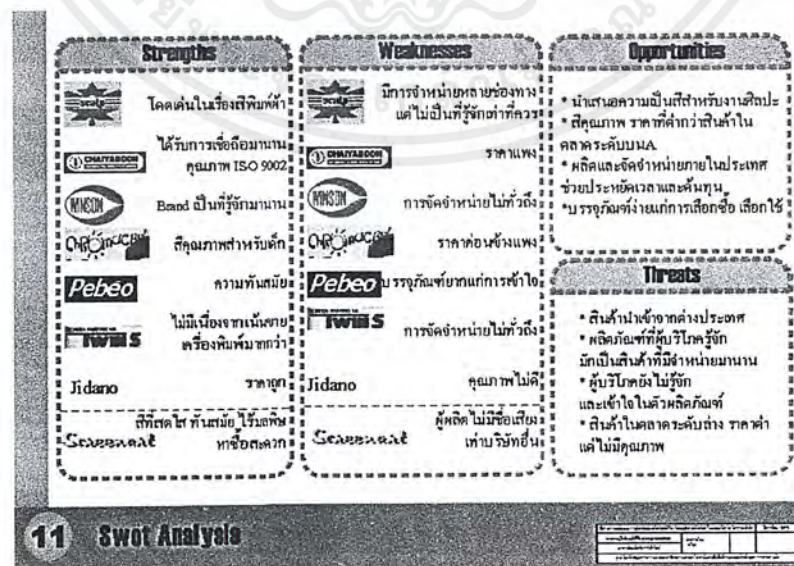 Strengths
scalp
โดดเด่นในเรื่องสีพิมพ์ผ้า
CHAIYABOON
ได้รับการเชื่อถือมานาน
คุณภาพ ISO 9002
WINSON
Brand เป็นที่รู้จักมานาน
สีคุณภาพสำหรับเด็ก
Pebeo
ความทันสมัย
TWIN S
ไม่มีเนื่องจากเน้นขาย
เครื่องพิมพ์มากกว่า
Jidano
ราคาถูก
Screenart
สีที่สดใส ทันสมัย ไร้มลพิษ
หาซื้อสะดวก
Weaknesses
scalp
มีการจำหน่ายหลายช่องทาง
แต่ไม่เป็นที่รู้จักเท่าที่ควร
CHAIYABOON
ราคาแพง
WINSON
การจัดจำหน่ายไม่ทั่วถึง
ราคาค่อนข้างแพง
Pebeo
บรรจุภัณฑ์ยากแก่การเข้าใจ
TWIN S
การจัดจำหน่ายไม่ทั่วถึง
Jidano
คุณภาพไม่ดี
Screenart
ผู้ผลิต ไม่มีชื่อเสียง
เท่าบริษัทอื่น
Opportunities
* นำเสนอความเป็นสีสำหรับงานศิลปะ
* สีคุณภาพ ราคาที่ต่ำกว่าสินค้าใน
ตลาดระดับบนA
* ผลิตและจัดจำหน่ายภายในประเทศ
ช่วยประหยัดเวลาและต้นทุน
*บรรจุภัณฑ์ง่ายแก่การเลือกซื้อ เลือกใช้
Threats
* สินค้านำเข้าจากต่างประเทศ
* ผลิตภัณฑ์ที่ผู้บริโภครู้จัก
มักเป็นสินค้าที่มีจำหน่ายมานาน
* ผู้บริโภคยังไม่รู้จัก
และเข้าใจในตัวผลิตภัณฑ์
* สินค้าในตลาดระดับล่าง ราคาต่ำ
แต่ไม่มีคุณภาพ
11 Swot Analysis